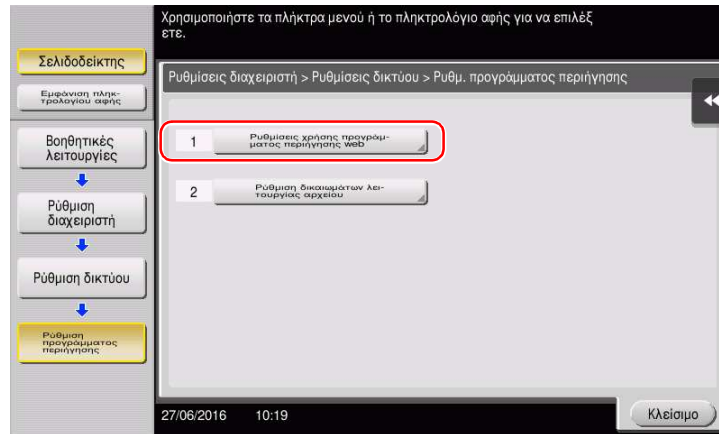 Χρησιμοποιήστε τα πλήκτρα μενού ή το πληκτρολόγιο αφής για να επιλέξ
ετε.
Σελιδοδείκτης
Εμφάνιση πληκ-
τρολογίου αφής
Βοηθητικές
λειτουργίες
Ρύθμιση
διαχειριστή
Ρύθμιση δικτύου
Ρύθμιση
προγράμματος
περιήγησης
Ρυθμίσεις διαχειριστή > Ρυθμίσεις δικτύου > Ρυθμ. προγράμματος περιήγησης
1 Ρυθμίσεις χρήσης προγράμ-
ματος περιήγησης web
2 Ρύθμιση δικαιωμάτων λει-
τουργίας αρχείου
27/06/2016 10:19
Κλείσιμο